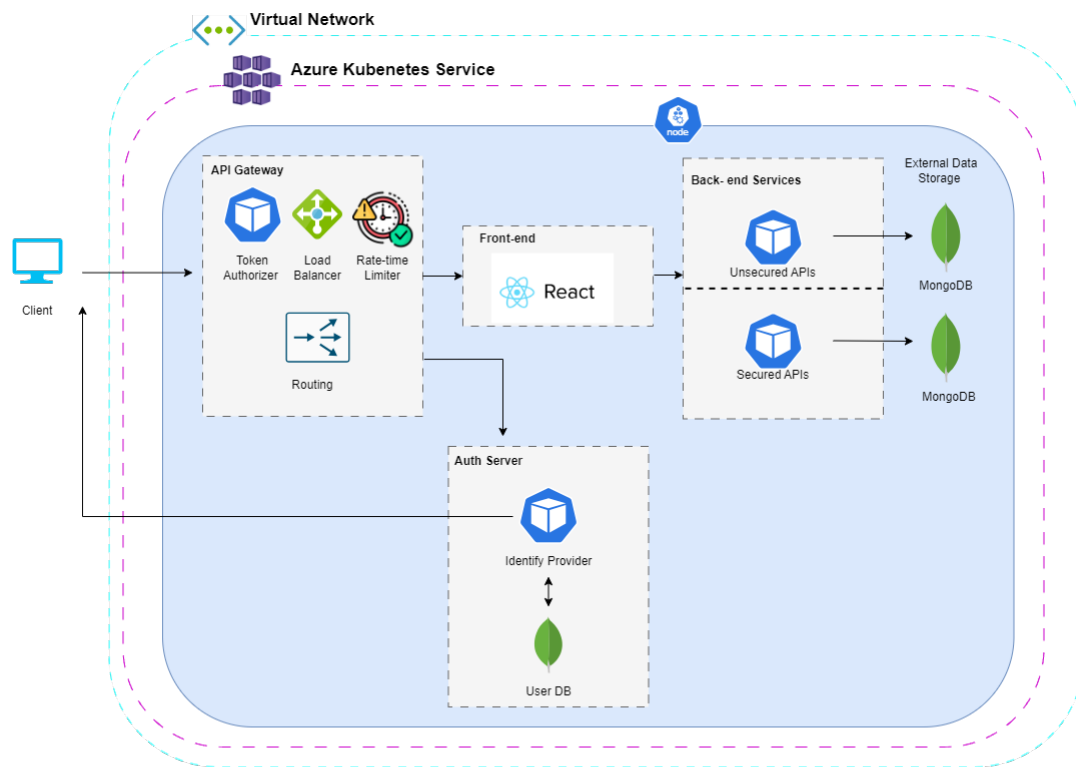 Virtual Network
Azure Kubenetes Service
node
API Gateway
Token
Authorizer
Load
Balancer
Rate-time
Limiter
Routing
Client
Front-end
React
Back- end Services
Unsecured APIs
Secured APIs
External Data
Storage
MongoDB
MongoDB
Auth Server
Identify Provider
User DB